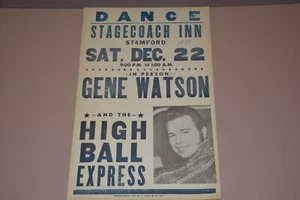 DANCE
STAGECOACH INN
STAMFORD
SAT. DEC. 22
9:00 P.M. 'til 1:00 A.M.
IN PERSON
GENE WATSON
AND THE
HIGH
BALL
EXPRESS